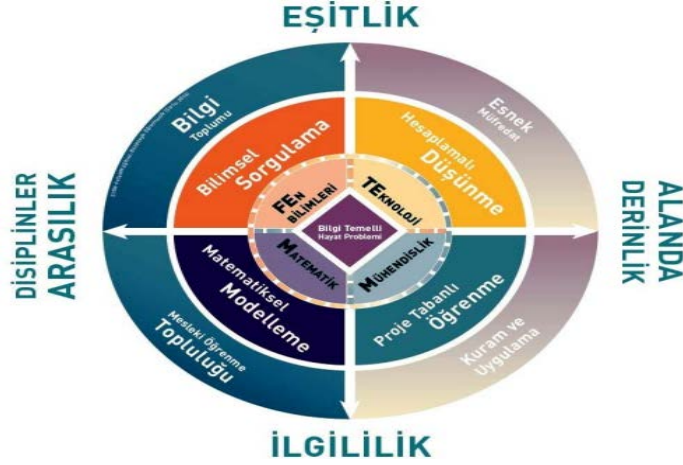 EŞİTLİK
Bilgi
Toplumu
Esnek
Müfredat
Bilimsel
Sorgulama
Hesaplamalı
Düşünme
FEN
BİLİMLERİ
TEKNOLOJİ
DİSİPLİNLER
ARASILIK
Bilgi Temelli
Hayat Problemi
ALANDA
DERİNLİK
MATEMATİK
MÜHENDİSLİK
Matematiksel
Modelleme
Proje Tabanlı
Öğrenme
Mesleki Öğrenme
Topluluğu
Kuram ve
Uygulama
İLGİLİLİK